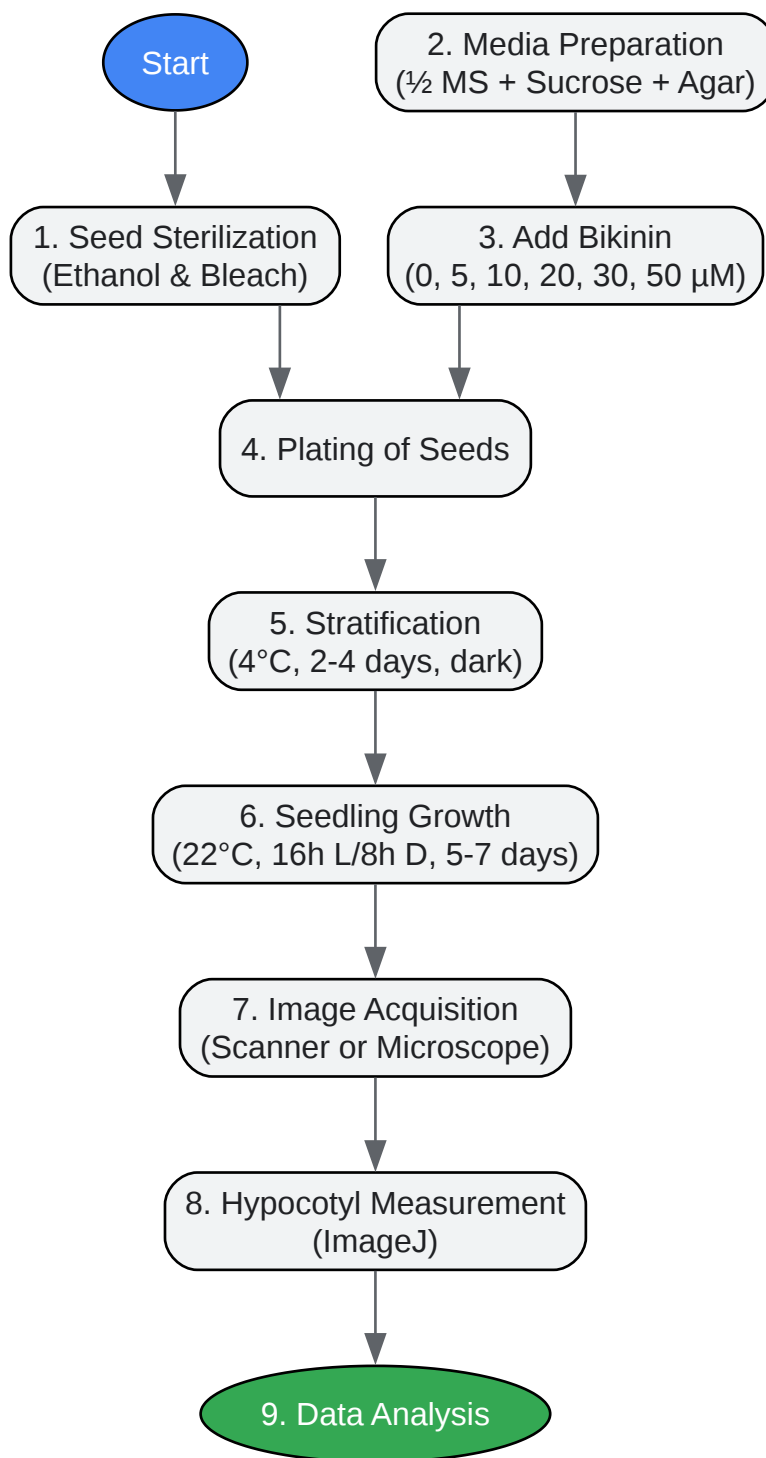 Start
2. Media Preparation
(½ MS + Sucrose + Agar)
1. Seed Sterilization
(Ethanol & Bleach)
3. Add Bikinin
(0, 5, 10, 20, 30, 50 µM)
4. Plating of Seeds
5. Stratification
(4°C, 2-4 days, dark)
6. Seedling Growth
(22°C, 16h L/8h D, 5-7 days)
7. Image Acquisition
(Scanner or Microscope)
8. Hypocotyl Measurement
(ImageJ)
9. Data Analysis